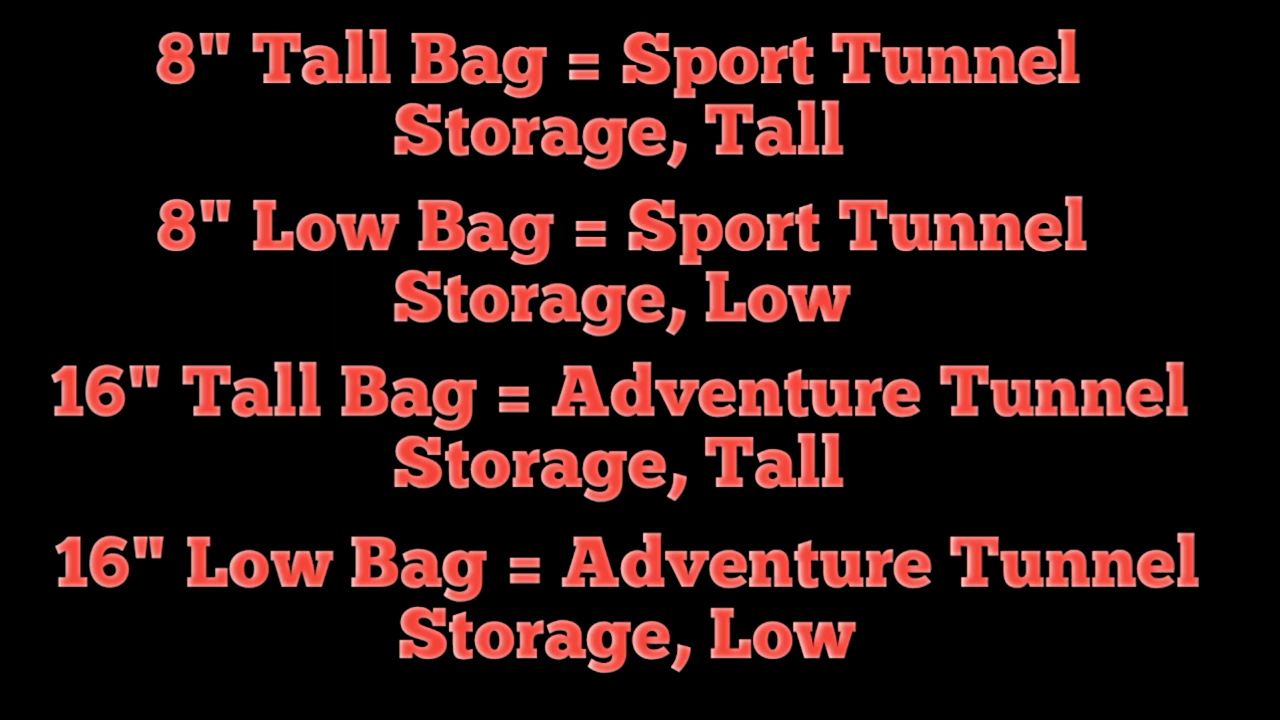 8" Tall Bag = Sport Tunnel
Storage, Tall
8" Low Bag = Sport Tunnel
Storage, Low
16" Tall Bag = Adventure Tunnel
Storage, Tall
16" Low Bag = Adventure Tunnel
Storage, Low